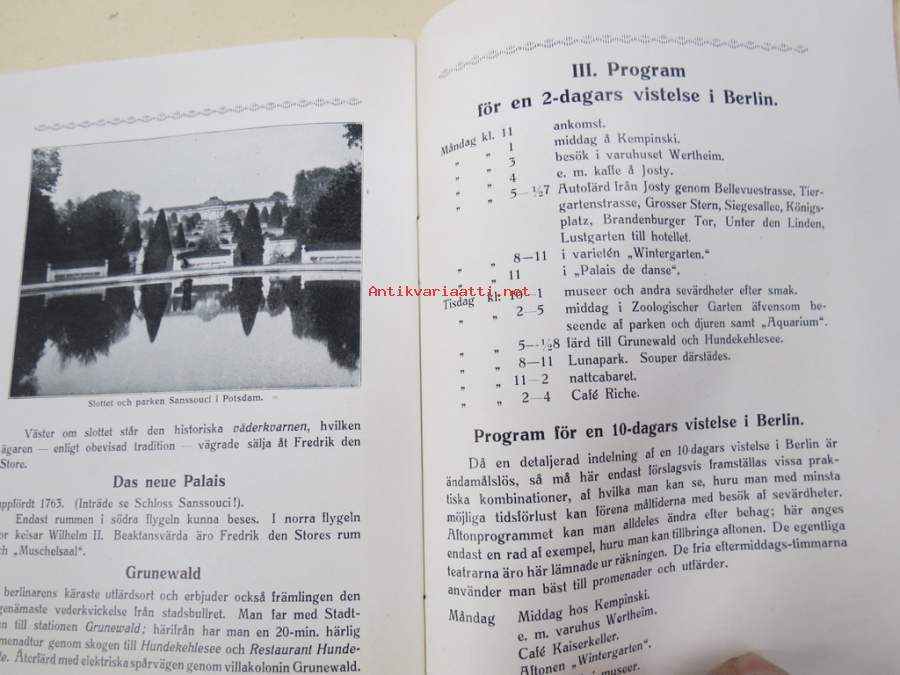 Slottet och parken Sanssouci i Potsdam.
Väster om slottet står den historiska väderkvarnen, hvilken
ägaren — enligt obevisad tradition — vägrade sälja åt Fredrik den
Store.
Das neue Palais
uppfördt 1763. (Inträde se Schloss Sanssouci!).
Endast rummen i södra flygeln kunna beses. I norra flygeln
keisar Wilhelm II. Beaktansvärda äro Fredrik den Stores rum
„Muschelsaal“.
Grunewald
berlinarens käraste utfärdsort och erbjuder också främlingen den
vederkvickelse från stadsbullret. Man far med Stadt-
till stationen Grunewald; härifrån har man en 20-min. härlig
genom skogen till Hundekehlesee och Restaurant Hunde-
Återfärd med elektriska spårvägen genom villakolonin Grunewald.
III. Program
för en 2-dagars vistelse i Berlin.
Måndag kl. 11 ankomst.
„ „ 1 middag å Kempinski.
„ „ 3 besök i varuhuset Wertheim.
„ „ 4 e. m. kaffe å Josty.
„ „ 5—½7 Autofärd från Josty genom Bellevuestrasse, Tier-
gartenstrasse, Grosser Stern, Siegesallee, Königs-
platz, Brandenburger Tor, Unter den Linden,
Lustgarten till hotellet.
„ „ 8—11 i varietén „Wintergarten.“
„ „ 11 i „Palais de danse“.
Antikvariaatti.net
Tisdag kl. 10—1 museer och andra sevärdheter efter smak.
„ „ 2—5 middag i Zoologischer Garten äfvensom be-
seende af parken och djuren samt „Aquarium“.
„ „ 5—½8 färd till Grunewald och Hundekehlesee.
„ „ 8—11 Lunapark. Souper därstädes.
„ „ 11—2 nattcabaret.
„ „ 2—4 Café Riche.
Program för en 10-dagars vistelse i Berlin.
Då en detaljerad indelning af en 10-dagars vistelse i Berlin är
ändamålslös, så må här endast förslagsvis framställas vissa prak-
tiska kombinationer, af hvilka man kan se, huru man med minsta
möjliga tidsförlust kan förena måltiderna med besök af sevärdheter.
Aftonprogrammet kan man alldeles ändra efter behag; här anges
endast en rad af exempel, huru man kan tillbringa aftonen. De egentliga
teatrarna äro här lämnade ur räkningen. De fria eftermiddags-timmarna
använder man bäst till promenader och utfärder.
Måndag Middag hos Kempinski.
e. m. varuhus Wertheim.
Café Kaiserkeller.
Aftonen „Wintergarten“.
museer.